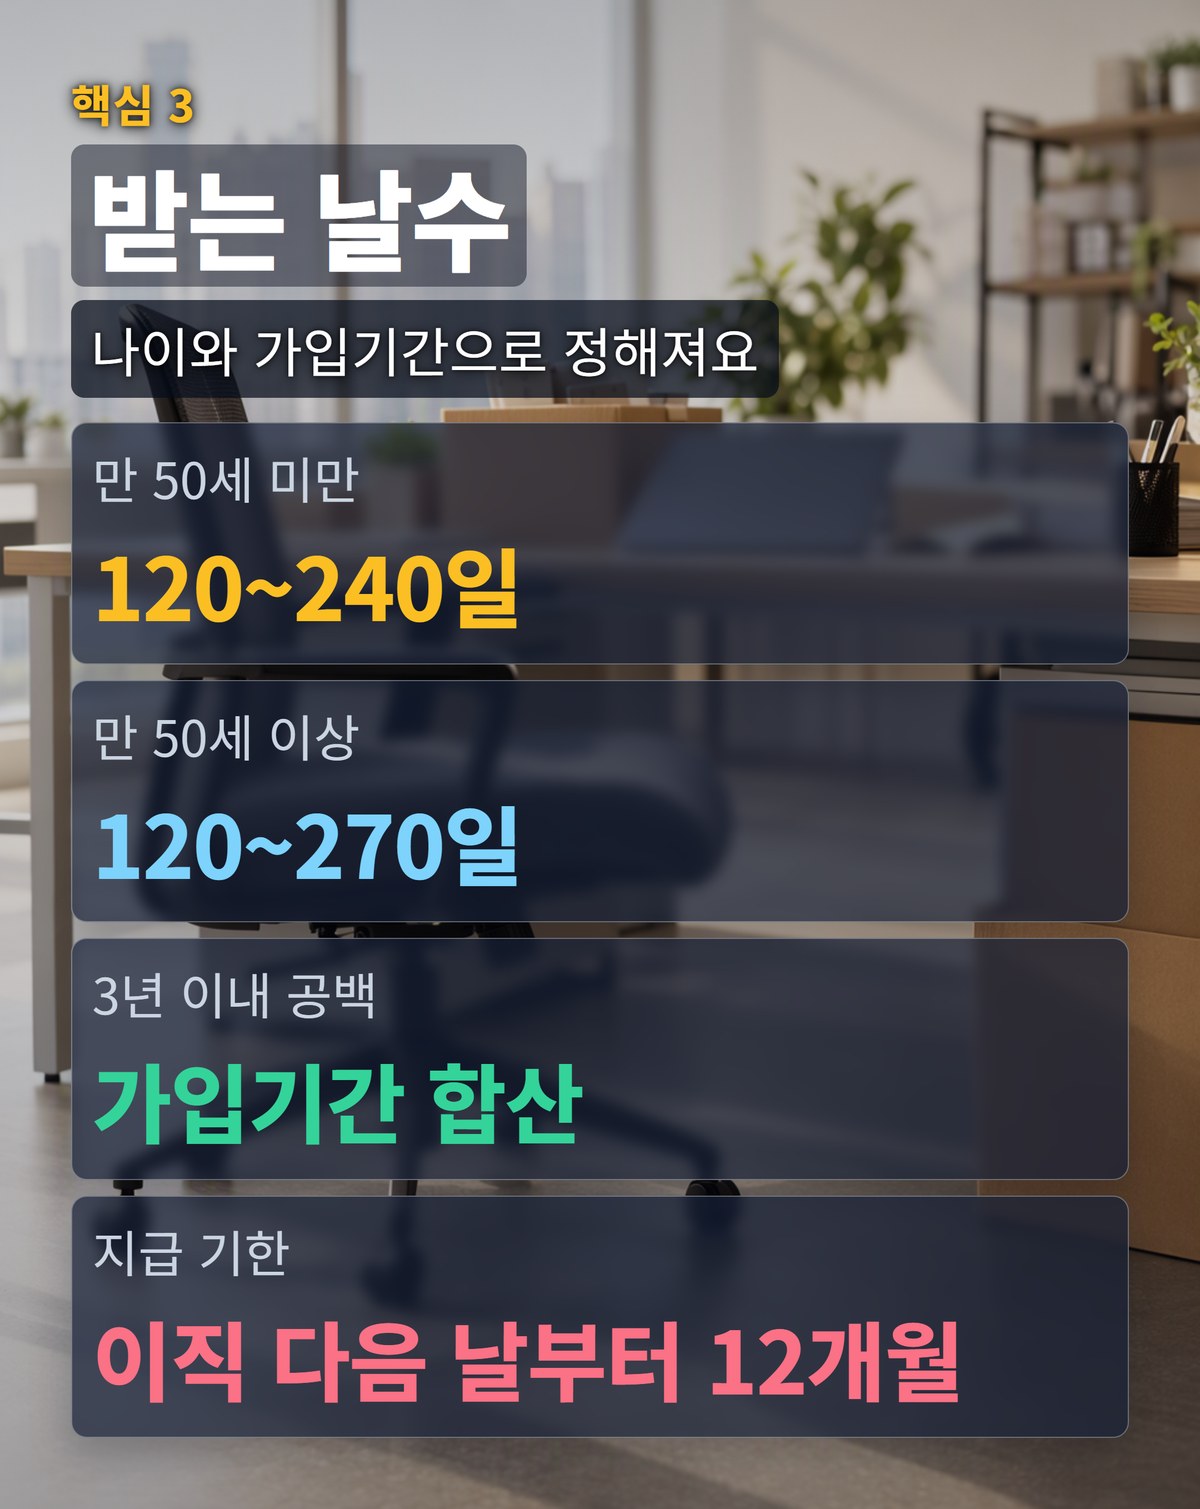 핵심 3
받는 날수
나이와 가입기간으로 정해져요
만 50세 미만
120~240일
만 50세 이상
120~270일
3년 이내 공백
가입기간 합산
지급 기한
이직 다음 날부터 12개월